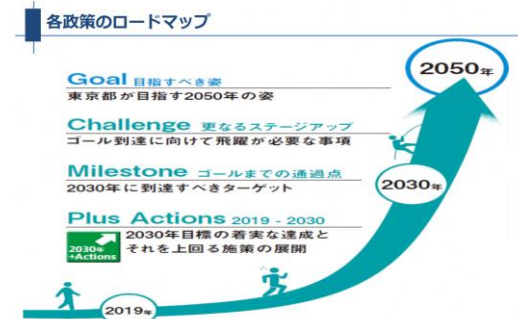 各政策のロードマップ
2050年
Goal 目指すべき姿
東京都が目指す2050年の姿
Challenge 更なるステージアップ
ゴール到達に向けて飛躍が必要な事項
Milestone ゴールまでの通過点
2030年に到達すべきターゲット
2030年
Plus Actions 2019 - 2030
2030年目標の着実な達成と
それを上回る施策の展開
2030年
+Actions
2019年